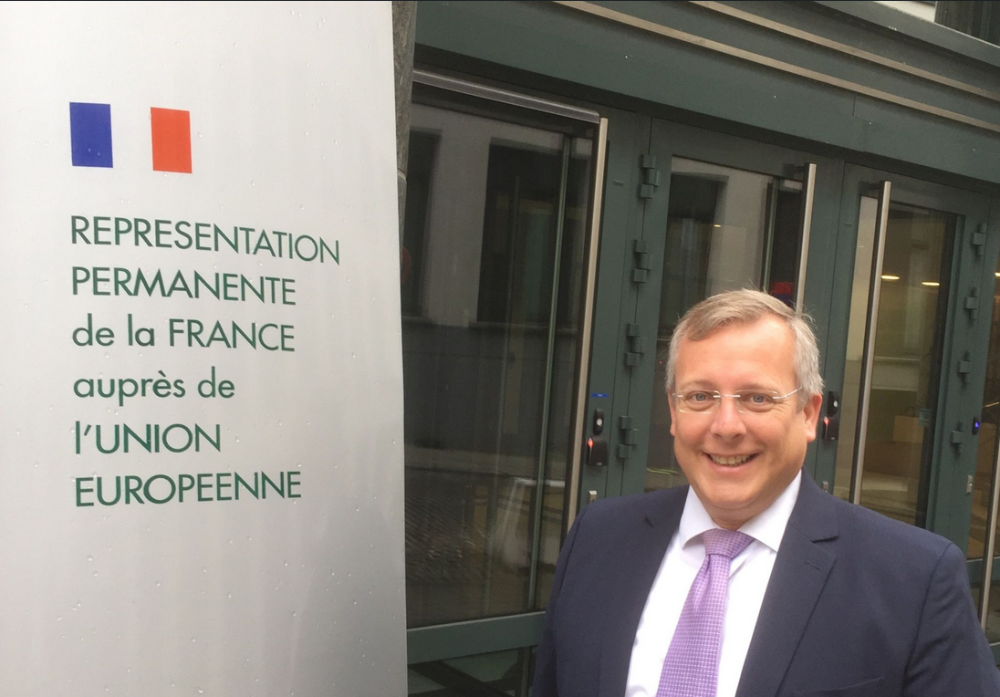 REPRESENTATION
PERMANENTE
de la FRANCE
auprès de
l'UNION
EUROPEENNE